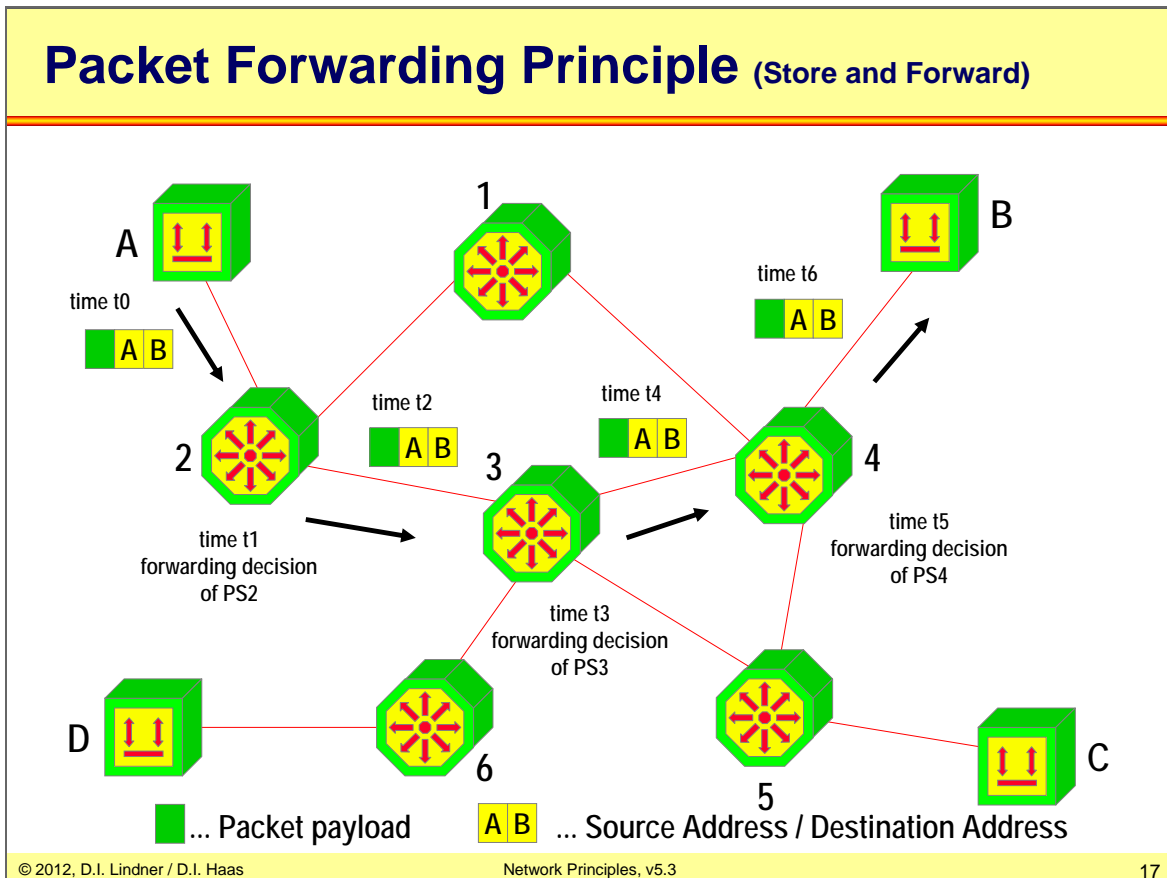 Packet Forwarding Principle (Store and Forward)
A
1
B
time t0
A B
time t6
A B
2
time t2
A B
3
time t4
A B
4
time t1
forwarding decision
of PS2
time t3
forwarding decision
of PS3
time t5
forwarding decision
of PS4
D
6
5
C
... Packet payload
A B ... Source Address / Destination Address
© 2012, D.I. Lindner / D.I. Haas
Network Principles, v5.3
17